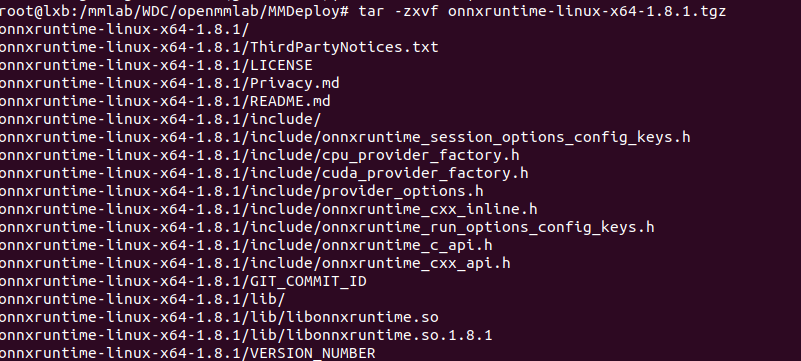 root@lxb:/mmlab/WDC/openmmlab/MMDeploy# tar -zxvf onnxruntime-linux-x64-1.8.1.tgz
onnxruntime-linux-x64-1.8.1/
onnxruntime-linux-x64-1.8.1/ThirdPartyNotices.txt
onnxruntime-linux-x64-1.8.1/LICENSE
onnxruntime-linux-x64-1.8.1/Privacy.md
onnxruntime-linux-x64-1.8.1/README.md
onnxruntime-linux-x64-1.8.1/include/
onnxruntime-linux-x64-1.8.1/include/onnxruntime_session_options_config_keys.h
onnxruntime-linux-x64-1.8.1/include/cpu_provider_factory.h
onnxruntime-linux-x64-1.8.1/include/cuda_provider_factory.h
onnxruntime-linux-x64-1.8.1/include/provider_options.h
onnxruntime-linux-x64-1.8.1/include/onnxruntime_cxx_inline.h
onnxruntime-linux-x64-1.8.1/include/onnxruntime_run_options_config_keys.h
onnxruntime-linux-x64-1.8.1/include/onnxruntime_c_api.h
onnxruntime-linux-x64-1.8.1/include/onnxruntime_cxx_api.h
onnxruntime-linux-x64-1.8.1/GIT_COMMIT_ID
onnxruntime-linux-x64-1.8.1/lib/
onnxruntime-linux-x64-1.8.1/lib/libonnxruntime.so
onnxruntime-linux-x64-1.8.1/lib/libonnxruntime.so.1.8.1
onnxruntime-linux-x64-1.8.1/VERSION_NUMBER